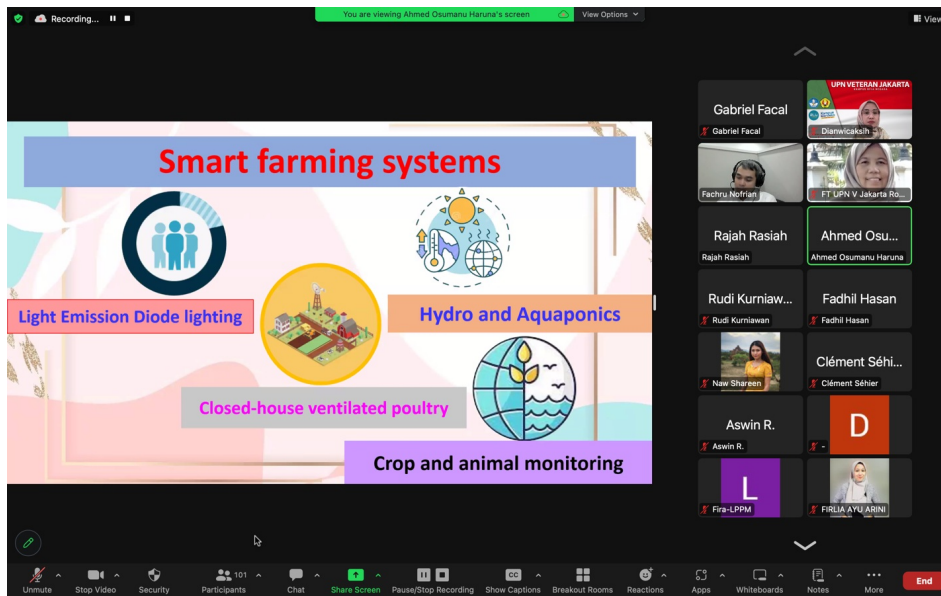 Recording...
You are viewing Ahmed Osumanu Haruna's screen
View Options
View
Smart farming systems
Light Emission Diode lighting
Hydro and Aquaponics
Closed-house ventilated poultry
Crop and animal monitoring
Gabriel Facal
Gabriel Facal
UPN VETERAN JAKARTA
Dianwicaksih
Fachru Nofrian
FT UPN V Jakarta Ro...
Rajah Rasiah
Rajah Rasiah
Ahmed Osu...
Ahmed Osumanu Haruna
Rudi Kurniaw...
Rudi Kurniawan
Fadhil Hasan
Fadhil Hasan
Naw Shareen
Clément Séhi...
Clément Séhier
Aswin R.
Aswin R.
D
-
L
Fira-LPPM
FIRLIA AYU ARINI
Unmute
Stop Video
Security
101
Participants
Chat
Share Screen
Pause/Stop Recording
CC
Show Captions
Breakout Rooms
Reactions
Apps
Whiteboards
Notes
More
End